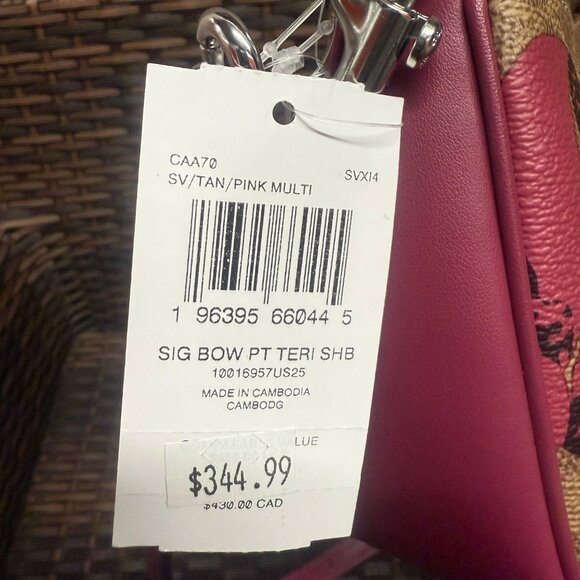 CAA70
SV/TAN/PINK MULTI
SVXI4
1 96395 66044 5
SIG BOW PT TERI SHB
10016957US25
MADE IN CAMBODIA
CAMBODG
LUE
$344.99
$430.00 CAD